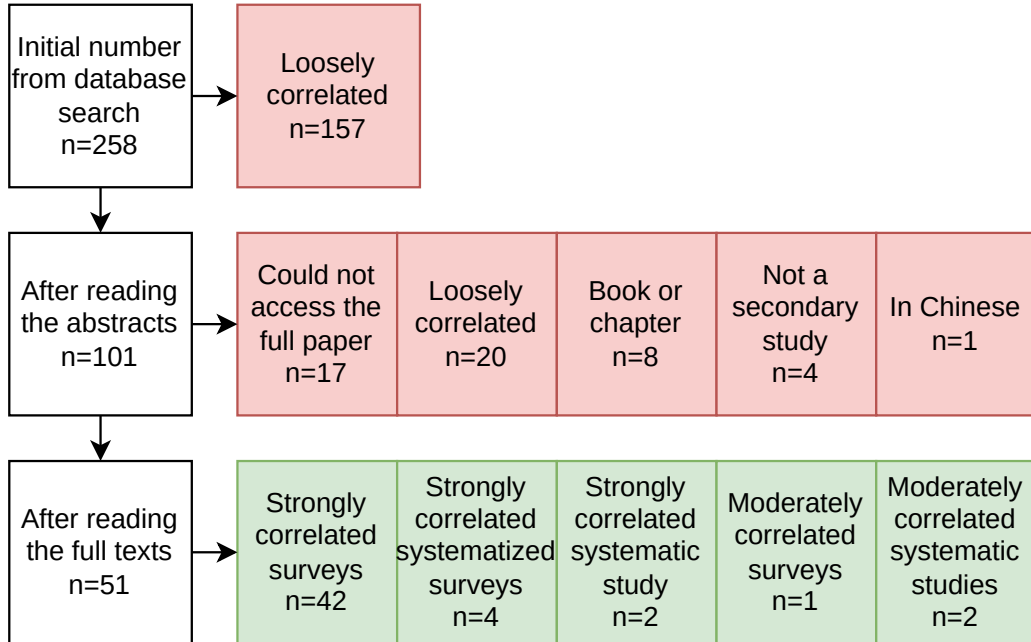 Initial number
from database
search
n=258
Loosely
correlated
n=157
After reading
the abstracts
n=101
Could not
access the
full paper
n=17
Loosely
correlated
n=20
Book or
chapter
n=8
Not a
secondary
study
n=4
In Chinese
n=1
After reading
the full texts
n=51
Strongly
correlated
surveys
n=42
Strongly
correlated
systematized
surveys
n=4
Strongly
correlated
systematic
study
n=2
Moderately
correlated
surveys
n=1
Moderately
correlated
systematic
studies
n=2